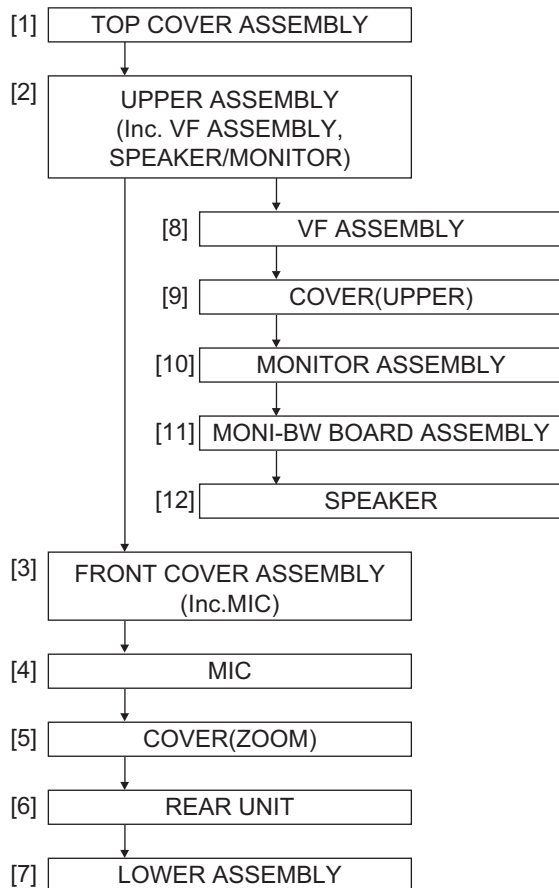 [1] TOP COVER ASSEMBLY
[2] UPPER ASSEMBLY
(Inc. VF ASSEMBLY,
SPEAKER/MONITOR)
[8] VF ASSEMBLY
[9] COVER(UPPER)
[10] MONITOR ASSEMBLY
[11] MONI-BW BOARD ASSEMBLY
[12] SPEAKER
[3] FRONT COVER ASSEMBLY
(Inc.MIC)
[4] MIC
[5] COVER(ZOOM)
[6] REAR UNIT
[7] LOWER ASSEMBLY